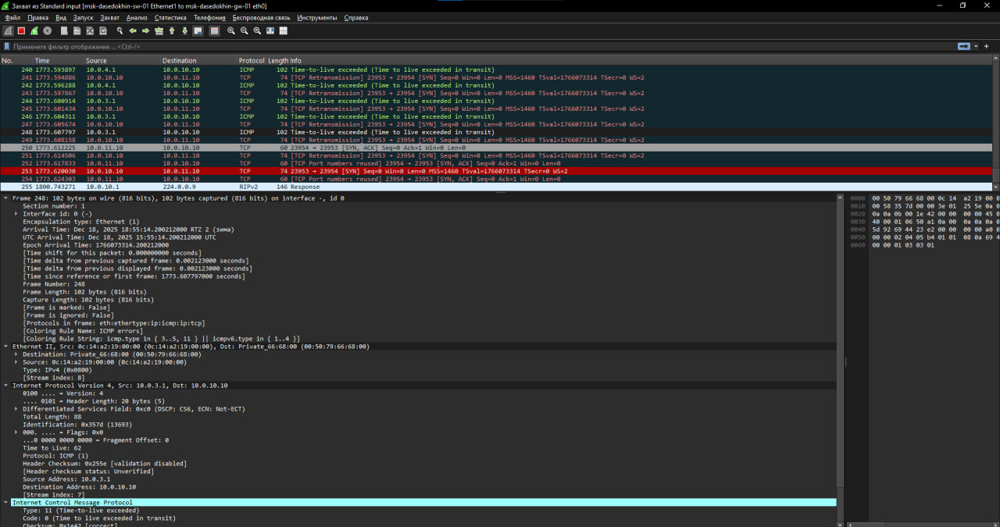 Захват из Standard input [msk-dasedokhin-sw-01 Ethernet1 to msk-dasedokhin-gw-01 eth0]
Файл Правка Вид Запуск Захват Анализ Статистика Телефония Беспроводная связь Инструменты Справка
Примените фильтр отображения ... <Ctrl-/>
No. Time Source Destination Protocol Length Info
240 1773.593897 10.0.4.1 10.0.10.10 ICMP 102 Time-to-live exceeded (Time to live exceeded in transit)
241 1773.594886 10.0.10.10 10.0.11.10 TCP 74 [TCP Retransmission] 23953 → 23954 [SYN] Seq=0 Win=0 Len=0 MSS=1460 TSval=1766073314 TSecr=0 WS=2
242 1773.596288 10.0.4.1 10.0.10.10 ICMP 102 Time-to-live exceeded (Time to live exceeded in transit)
243 1773.597867 10.0.10.10 10.0.11.10 TCP 74 [TCP Retransmission] 23953 → 23954 [SYN] Seq=0 Win=0 Len=0 MSS=1460 TSval=1766073314 TSecr=0 WS=2
244 1773.600914 10.0.3.1 10.0.10.10 ICMP 102 Time-to-live exceeded (Time to live exceeded in transit)
245 1773.601434 10.0.10.10 10.0.11.10 TCP 74 [TCP Retransmission] 23953 → 23954 [SYN] Seq=0 Win=0 Len=0 MSS=1460 TSval=1766073314 TSecr=0 WS=2
246 1773.604311 10.0.3.1 10.0.10.10 ICMP 102 Time-to-live exceeded (Time to live exceeded in transit)
247 1773.605674 10.0.10.10 10.0.11.10 TCP 74 [TCP Retransmission] 23953 → 23954 [SYN] Seq=0 Win=0 Len=0 MSS=1460 TSval=1766073314 TSecr=0 WS=2
248 1773.607797 10.0.3.1 10.0.10.10 ICMP 102 Time-to-live exceeded (Time to live exceeded in transit)
249 1773.608158 10.0.10.10 10.0.11.10 TCP 74 [TCP Retransmission] 23953 → 23954 [SYN] Seq=0 Win=0 Len=0 MSS=1460 TSval=1766073314 TSecr=0 WS=2
250 1773.612225 10.0.11.10 10.0.10.10 TCP 60 23954 → 23953 [SYN, ACK] Seq=0 Ack=1 Win=0 Len=0
251 1773.614506 10.0.10.10 10.0.11.10 TCP 74 [TCP Retransmission] 23953 → 23954 [SYN] Seq=0 Win=0 Len=0 MSS=1460 TSval=1766073314 TSecr=0 WS=2
252 1773.617833 10.0.11.10 10.0.10.10 TCP 60 [TCP Port numbers reused] 23954 → 23953 [SYN, ACK] Seq=0 Ack=1 Win=0 Len=0
253 1773.620030 10.0.10.10 10.0.11.10 TCP 74 23953 → 23954 [SYN] Seq=0 Win=0 Len=0 MSS=1460 TSval=1766073314 TSecr=0 WS=2
254 1773.624303 10.0.11.10 10.0.10.10 TCP 60 [TCP Port numbers reused] 23954 → 23953 [SYN, ACK] Seq=0 Ack=1 Win=0 Len=0
255 1800.743271 10.0.10.1 224.0.0.9 RIPv2 146 Response
Frame 248: 102 bytes on wire (816 bits), 102 bytes captured (816 bits) on interface -, id 0
Section number: 1
Interface id: 0 (-)
Encapsulation type: Ethernet (1)
Arrival Time: Dec 18, 2025 18:55:14.200212000 RTZ 2 (зима)
UTC Arrival Time: Dec 18, 2025 15:55:14.200212000 UTC
Epoch Arrival Time: 1766073314.200212000
[Time shift for this packet: 0.000000000 seconds]
[Time delta from previous captured frame: 0.002123000 seconds]
[Time delta from previous displayed frame: 0.002123000 seconds]
[Time since reference or first frame: 1773.607797000 seconds]
Frame Number: 248
Frame Length: 102 bytes (816 bits)
Capture Length: 102 bytes (816 bits)
[Frame is marked: False]
[Frame is ignored: False]
[Protocols in frame: eth:ethertype:ip:icmp:ip:tcp]
[Coloring Rule Name: ICMP errors]
[Coloring Rule String: icmp.type in { 3..5, 11 } || icmpv6.type in { 1..4 }]
Ethernet II, Src: 0c:14:a2:19:00:00 (0c:14:a2:19:00:00), Dst: Private_66:68:00 (00:50:79:66:68:00)
Destination: Private_66:68:00 (00:50:79:66:68:00)
Source: 0c:14:a2:19:00:00 (0c:14:a2:19:00:00)
Type: IPv4 (0x0800)
[Stream index: 8]
Internet Protocol Version 4, Src: 10.0.3.1, Dst: 10.0.10.10
0100 .... = Version: 4
.... 0101 = Header Length: 20 bytes (5)
Differentiated Services Field: 0xc0 (DSCP: CS6, ECN: Not-ECT)
Total Length: 88
Identification: 0x357d (13693)
000. .... = Flags: 0x0
...0 0000 0000 0000 = Fragment Offset: 0
Time to Live: 62
Protocol: ICMP (1)
Header Checksum: 0x255e [validation disabled]
[Header checksum status: Unverified]
Source Address: 10.0.3.1
Destination Address: 10.0.10.10
[Stream index: 7]
Internet Control Message Protocol
Type: 11 (Time-to-live exceeded)
Code: 0 (Time to live exceeded in transit)
Checksum: 0x1e42 [correct]
0000 00 50 79 66 68 00 0c 14 a2 19 00 00
0010 00 58 35 7d 00 00 3e 01 25 5e 0a 0
0020 0a 0a 0b 00 1e 42 00 00 00 00 45 0
0030 40 00 01 06 50 a1 0a 00 0a 0a 0a 0
0040 5d 92 69 44 23 e2 00 00 00 00 a0 0
0050 00 00 02 04 05 b4 01 01 08 0a 69 4
0060 00 00 01 03 03 01